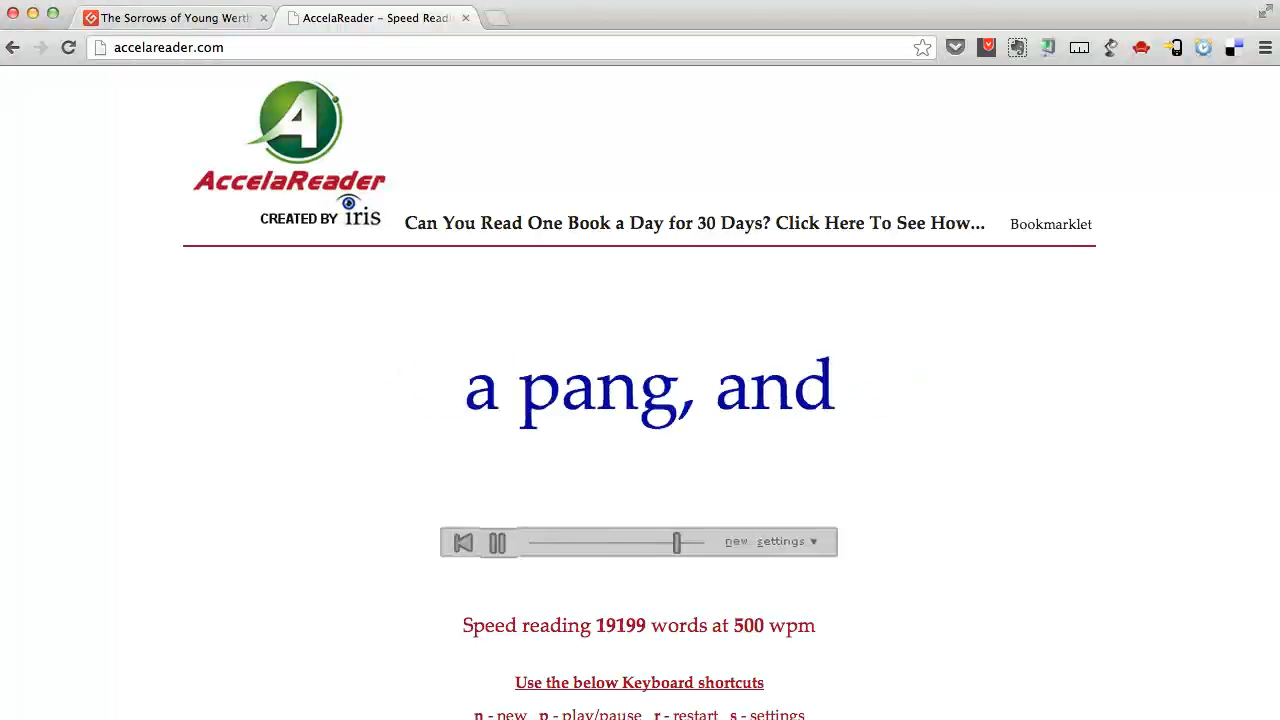 The Sorrows of Young Wert
AccelaReader – Speed Read
accelareader.com
A
AccelaReader
CREATED BY iris
Can You Read One Book a Day for 30 Days? Click Here To See How...
Bookmarklet
a pang, and
new settings ▼
Speed reading 19199 words at 500 wpm
Use the below Keyboard shortcuts
n - new p - play/pause r - restart s - settings